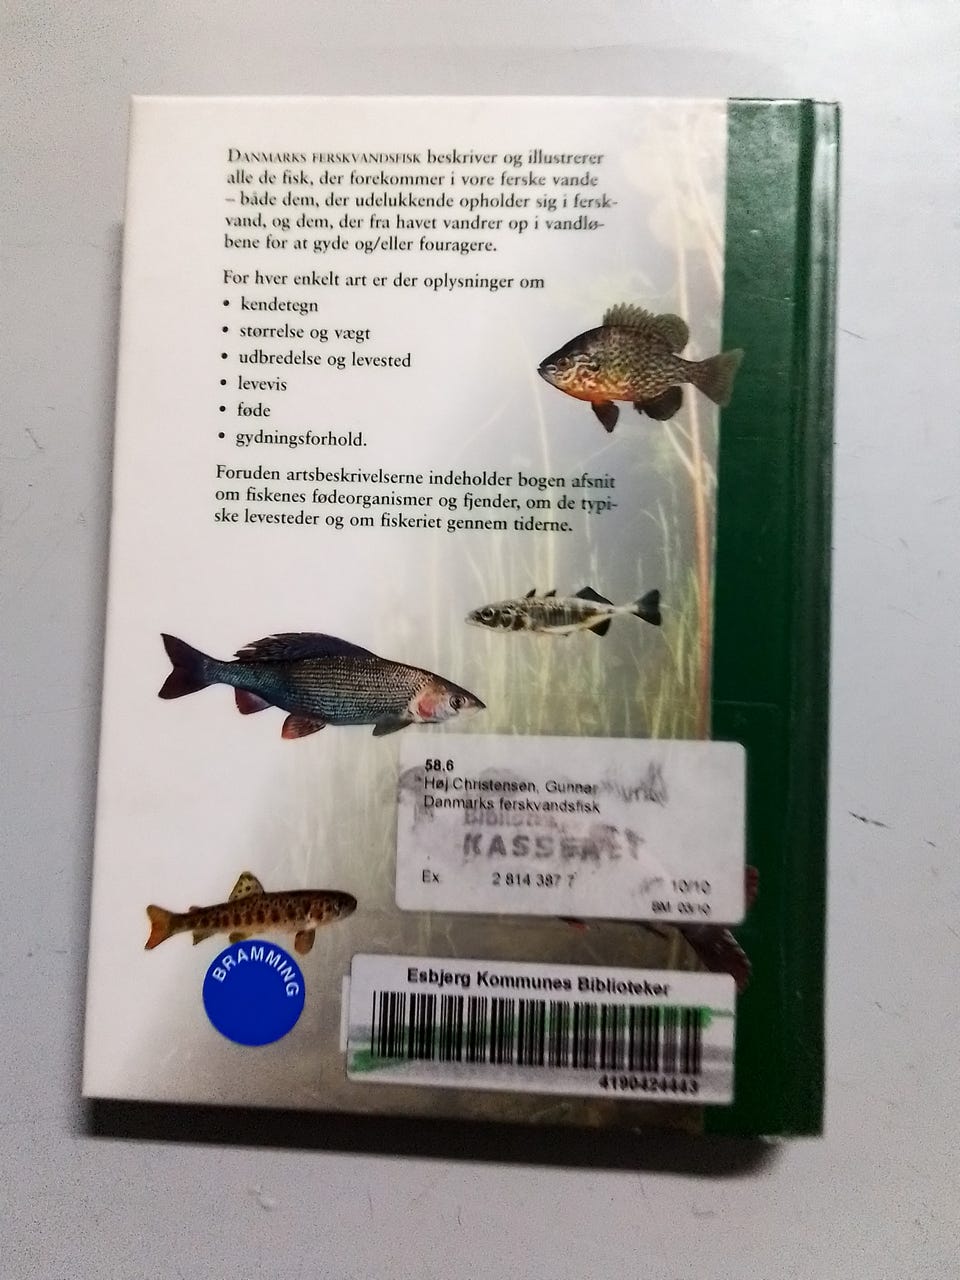 DANMARKS FERSKVANDSFISK beskriver og illustrerer
alle de fisk, der forekommer i vore ferske vande
– både dem, der udelukkende opholder sig i fersk-
vand, og dem, der fra havet vandrer op i vandlø-
bene for at gyde og/eller fouragere.
For hver enkelt art er der oplysninger om
• kendetegn
• størrelse og vægt
• udbredelse og levested
• levevis
• føde
• gydningsforhold.
Foruden artsbeskrivelserne indeholder bogen afsnit
om fiskenes fødeorganismer og fjender, om de typi-
ske levesteder og om fiskeriet gennem tiderne.
58.6
Høj Christensen, Gunnar
Danmarks ferskvandsfisk
KASSERET
Ex 2 814 387 7 10/10
BM 03/10
BRAMMING
Esbjerg Kommunes Biblioteker
4190424443